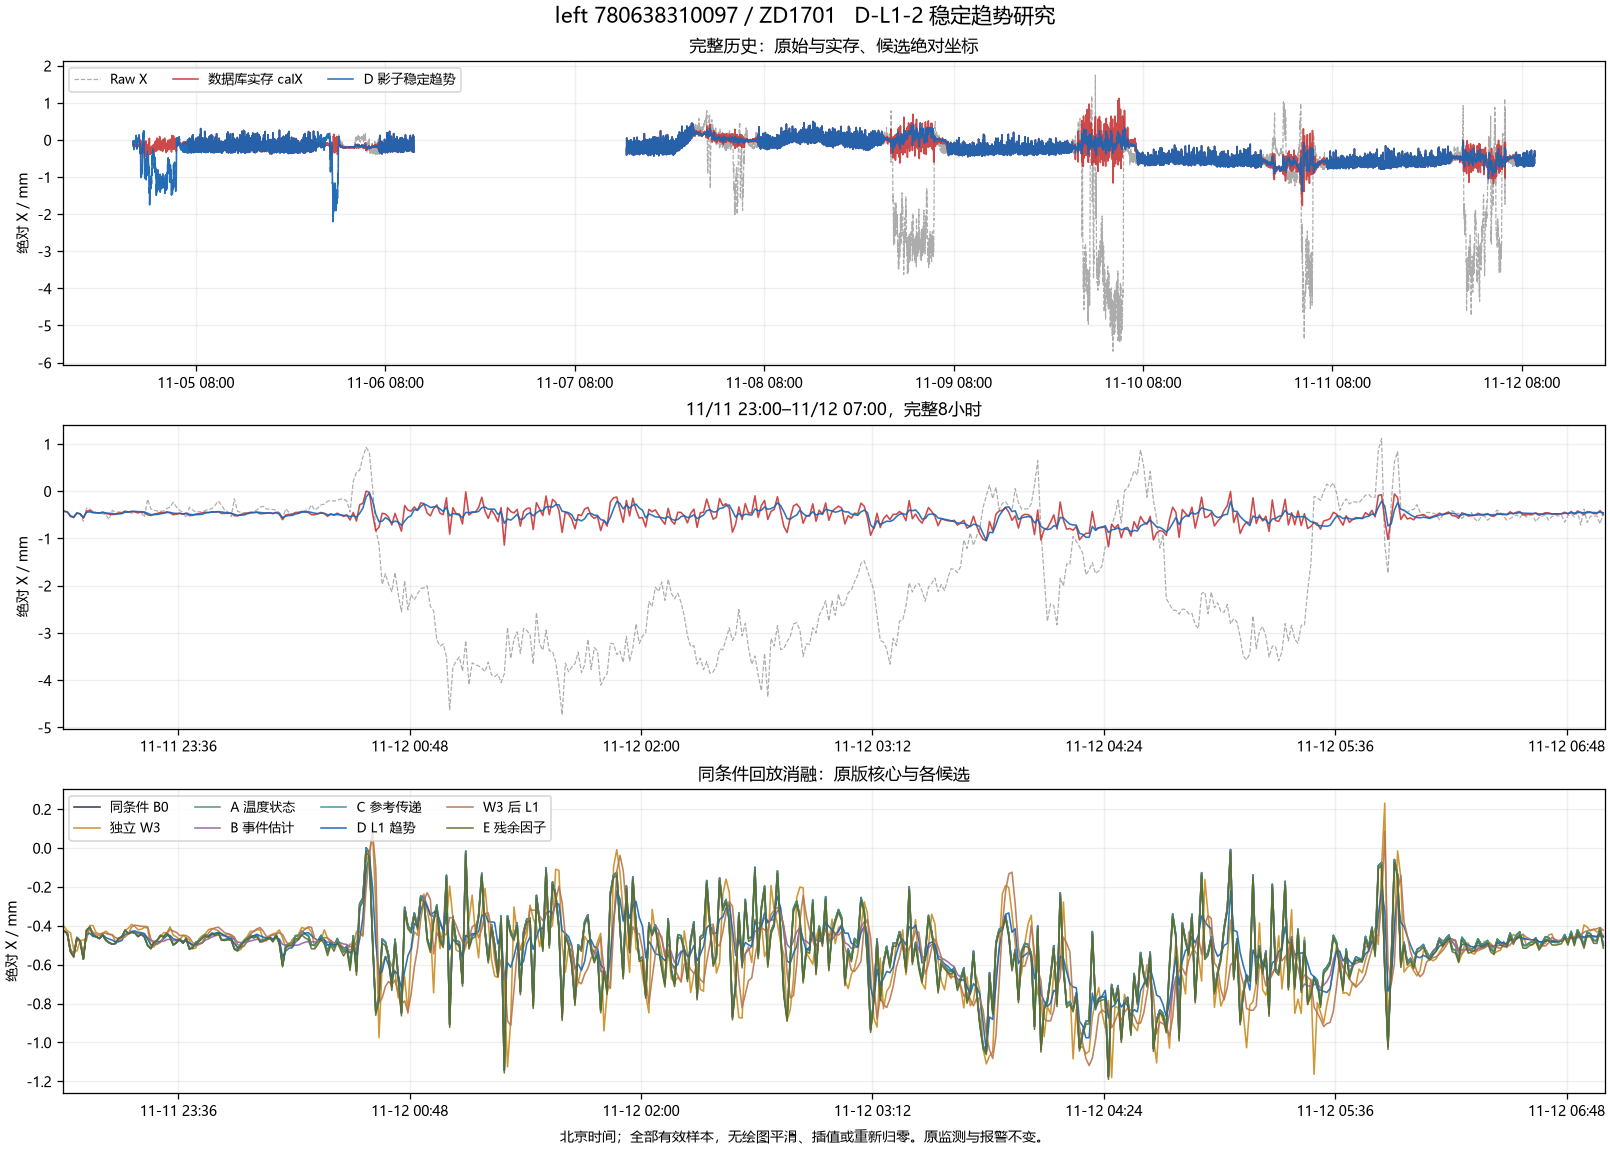 left 780638310097 / ZD1701   D-L1-2 稳定趋势研究
完整历史：原始与实存、候选绝对坐标
Raw X   数据库实存 calX   D 影子稳定趋势
绝对 X / mm
2
1
0
-1
-2
-3
-4
-5
-6
11-05 08:00   11-06 08:00   11-07 08:00   11-08 08:00   11-09 08:00   11-10 08:00   11-11 08:00   11-12 08:00
11/11 23:00–11/12 07:00，完整8小时
绝对 X / mm
1
0
-1
-2
-3
-4
-5
11-11 23:36   11-12 00:48   11-12 02:00   11-12 03:12   11-12 04:24   11-12 05:36   11-12 06:48
同条件回放消融：原版核心与各候选
同条件 B0   A 温度状态   C 参考传递   W3 后 L1
独立 W3   B 事件估计   D L1 趋势   E 残余因子
绝对 X / mm
0.2
0.0
-0.2
-0.4
-0.6
-0.8
-1.0
-1.2
11-11 23:36   11-12 00:48   11-12 02:00   11-12 03:12   11-12 04:24   11-12 05:36   11-12 06:48
北京时间；全部有效样本，无绘图平滑、插值或重新归零。原监测与报警不变。